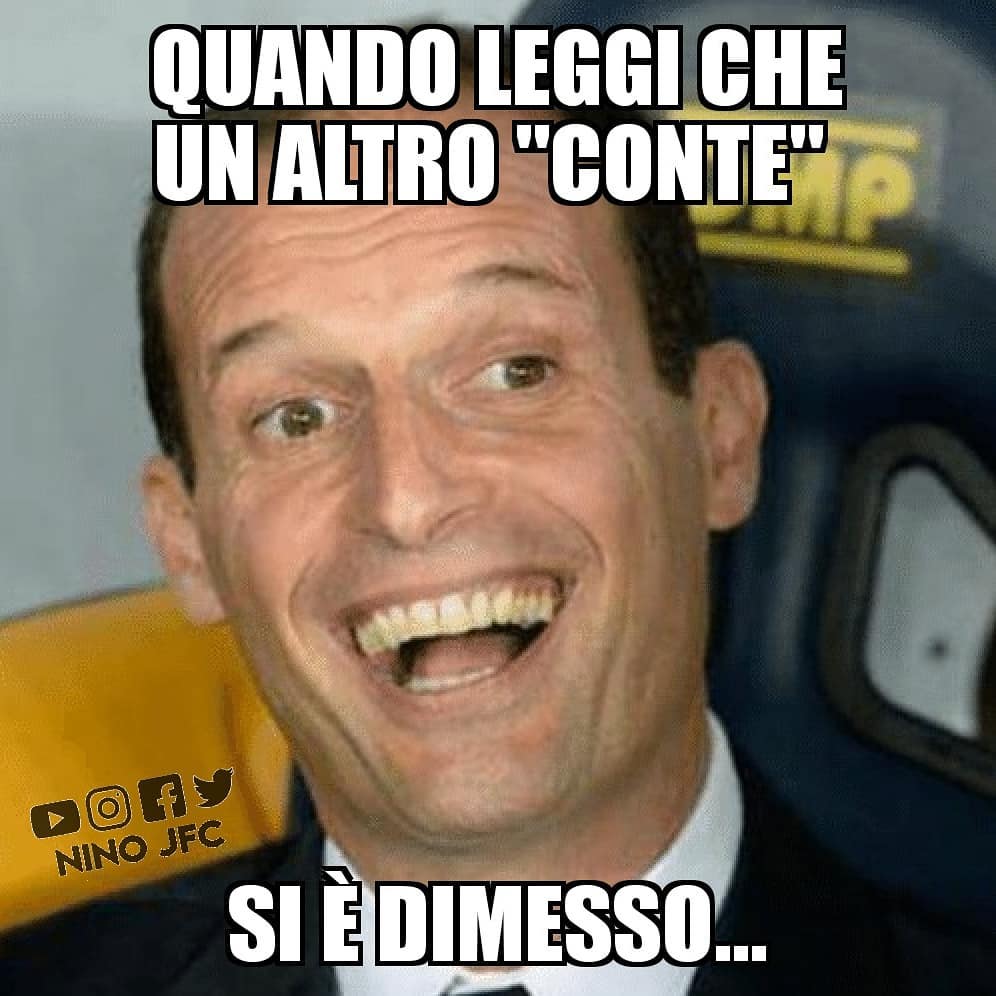 QUANDO LEGGI CHE
UN ALTRO "CONTE"
NINO JFC
SI È DIMESSO...